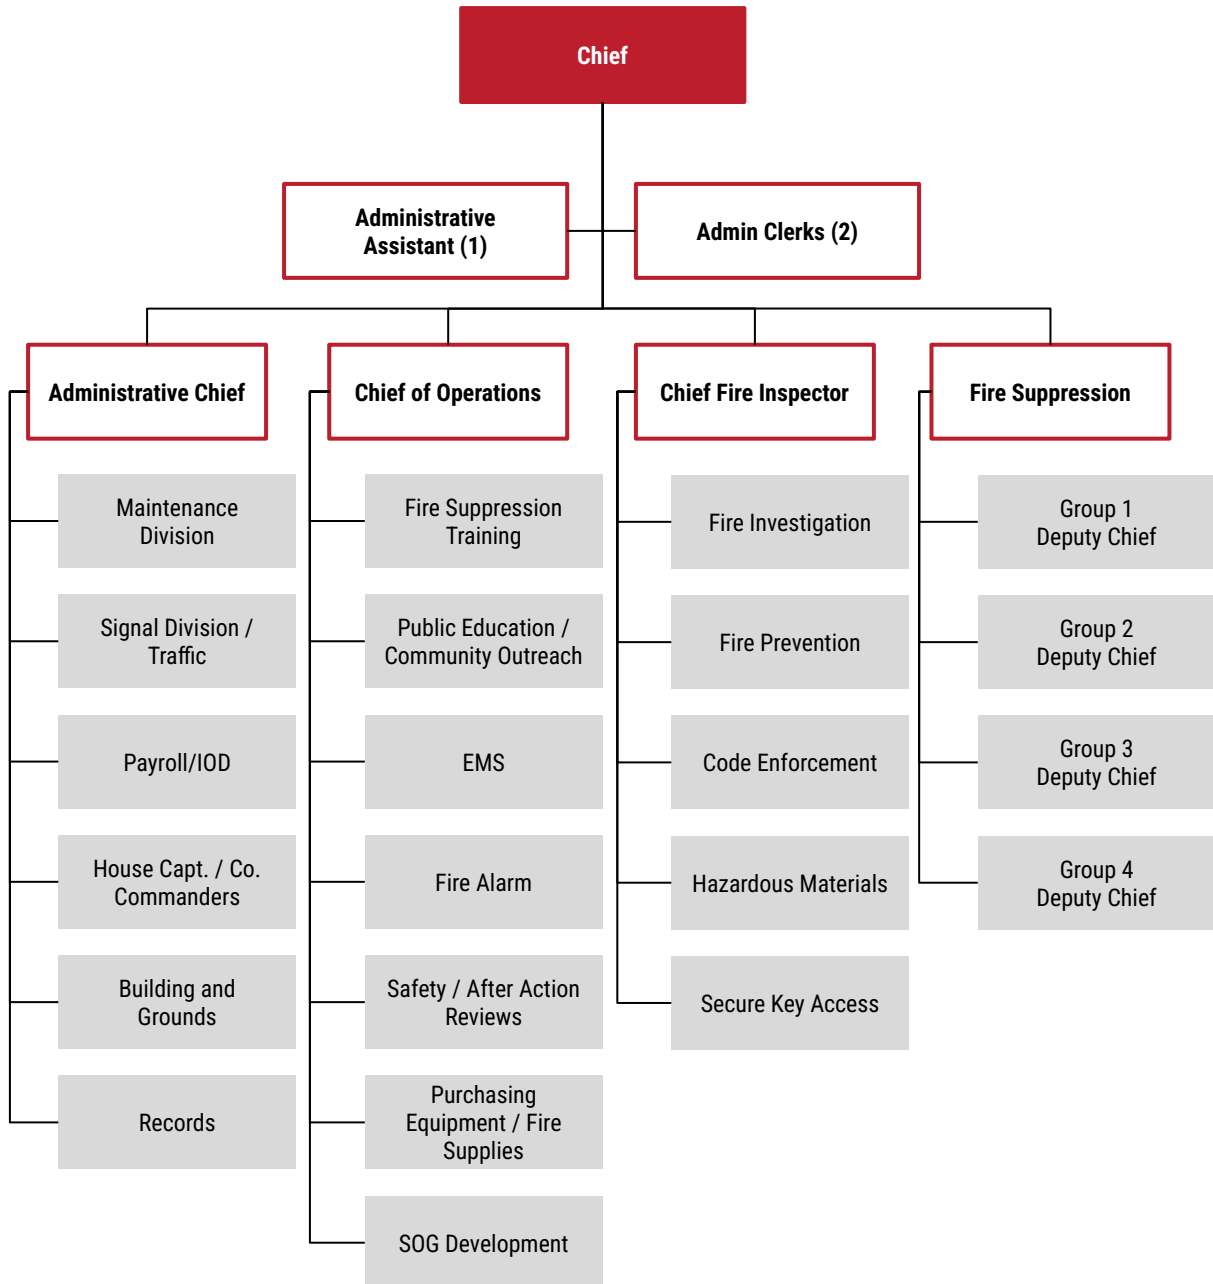 Chief
Administrative
Assistant (1)
Admin Clerks (2)
Administrative Chief
Maintenance
Division
Signal Division /
Traffic
Payroll/IOD
House Capt. / Co.
Commanders
Building and
Grounds
Records
Chief of Operations
Fire Suppression
Training
Public Education /
Community Outreach
EMS
Fire Alarm
Safety / After Action
Reviews
Purchasing
Equipment / Fire
Supplies
SOG Development
Chief Fire Inspector
Fire Investigation
Fire Prevention
Code Enforcement
Hazardous Materials
Secure Key Access
Fire Suppression
Group 1
Deputy Chief
Group 2
Deputy Chief
Group 3
Deputy Chief
Group 4
Deputy Chief